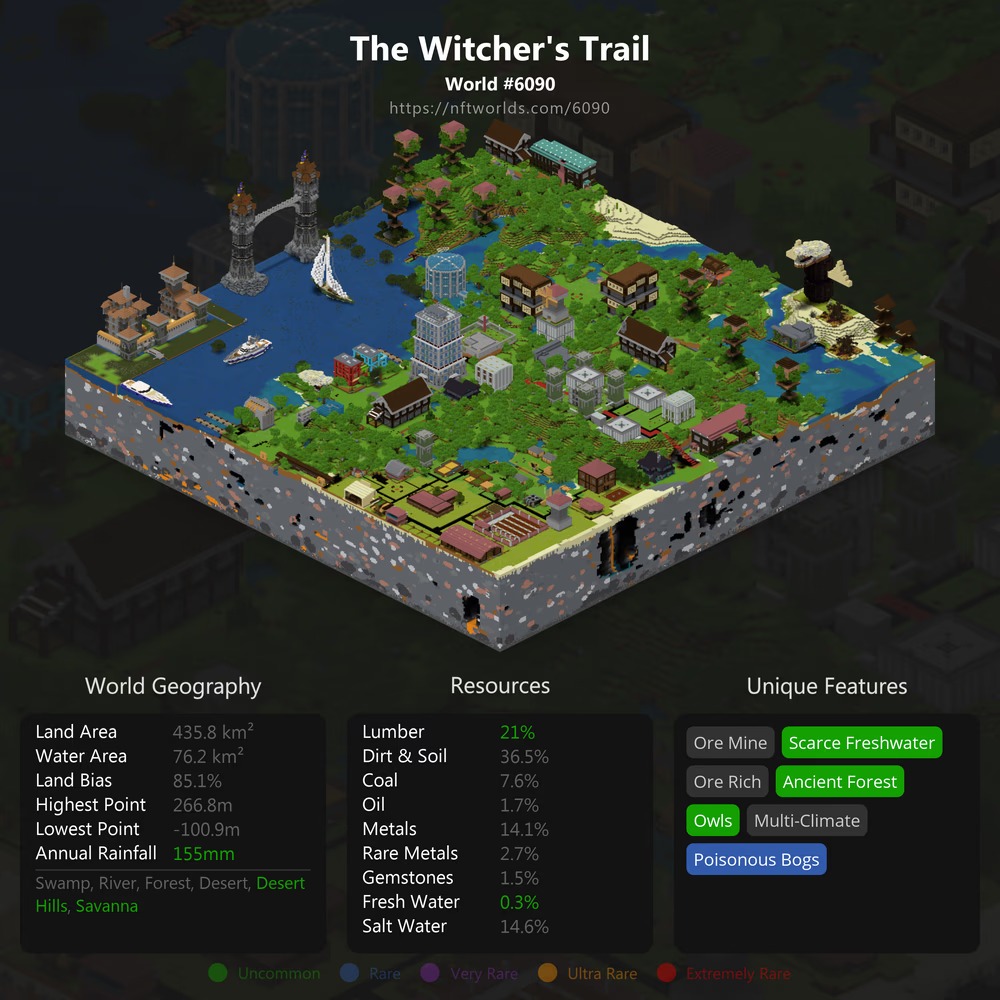 The Witcher's Trail
World #6090
https://nftworlds.com/6090
World Geography
Land Area 435.8 km²
Water Area 76.2 km²
Land Bias 85.1%
Highest Point 266.8m
Lowest Point -100.9m
Annual Rainfall 155mm
Swamp, River, Forest, Desert, Desert
Hills, Savanna
Resources
Lumber 21%
Dirt & Soil 36.5%
Coal 7.6%
Oil 1.7%
Metals 14.1%
Rare Metals 2.7%
Gemstones 1.5%
Fresh Water 0.3%
Salt Water 14.6%
Unique Features
Ore Mine Scarce Freshwater
Ore Rich Ancient Forest
Owls Multi-Climate
Poisonous Bogs
Uncommon Rare Very Rare Ultra Rare Extremely Rare